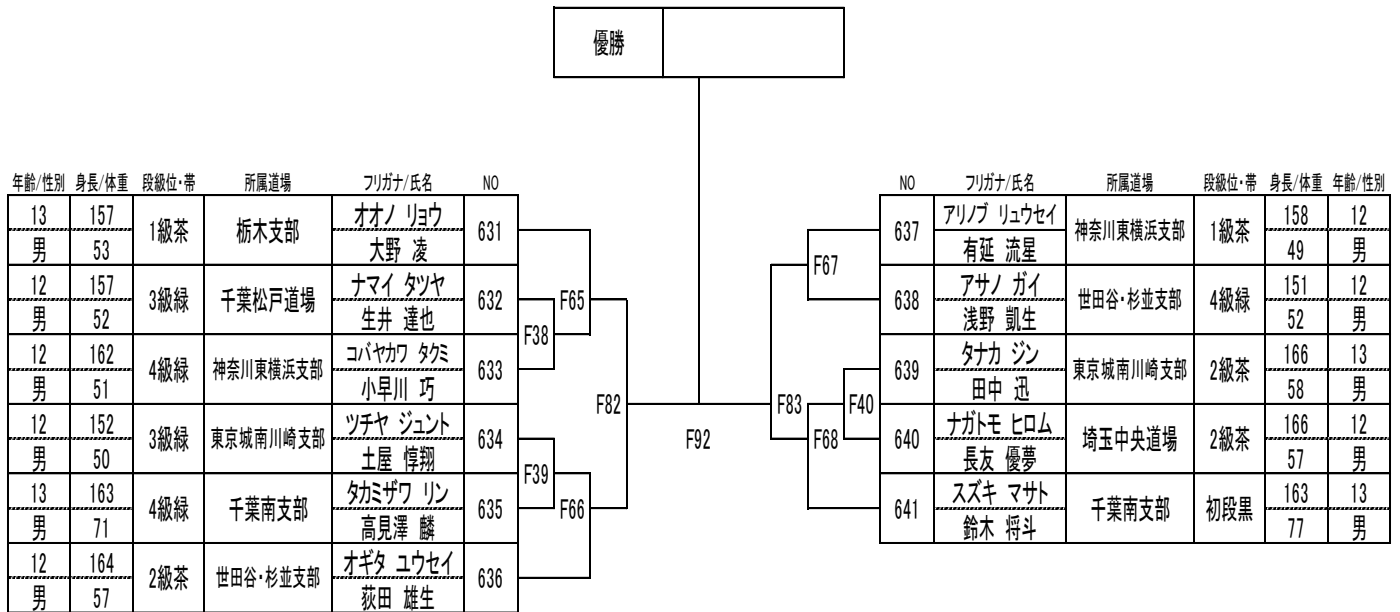 優勝
年齢/性別 身長/体重 段級位・帯 所属道場 フリガナ/氏名 NO
13 157 1級茶 栃木支部 オオノ リョウ 631
男 53 大野 凌
12 157 3級緑 千葉松戸道場 ナマイ タツヤ 632
男 52 生井 達也
12 162 4級緑 神奈川東横浜支部 コバヤカワ タクミ 633
男 51 小早川 巧
12 152 3級緑 東京城南川崎支部 ツチヤ ジュント 634
男 50 土屋 惇翔
13 163 4級緑 千葉南支部 タカミザワ リン 635
男 71 高見澤 麟
12 164 2級茶 世田谷・杉並支部 オギタ ユウセイ 636
男 57 荻田 雄生
F38
F39
F65
F66
F82
F92
F83
F67
F68
F40
NO フリガナ/氏名 所属道場 段級位・帯 身長/体重 年齢/性別
637 アリノブ リュウセイ 神奈川東横浜支部 1級茶 158 12
有延 流星 49 男
638 アサノ ガイ 世田谷・杉並支部 4級緑 151 12
浅野 凱生 52 男
639 タナカ ジン 東京城南川崎支部 2級茶 166 13
田中 迅 58 男
640 ナガトモ ヒロム 埼玉中央道場 2級茶 166 12
長友 優夢 57 男
641 スズキ マサト 千葉南支部 初段黒 163 13
鈴木 将斗 77 男